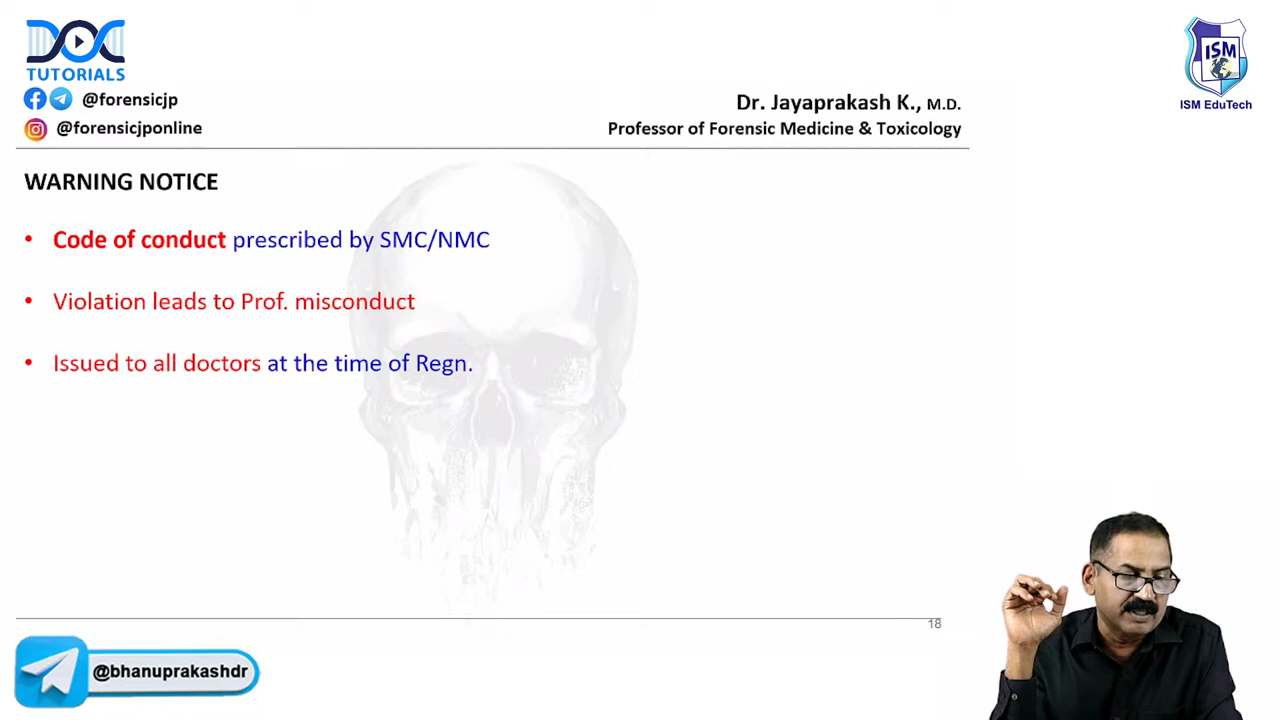 DOC
TUTORIALS
@forensicjp
@forensicjponline
Dr. Jayaprakash K., M.D.
Professor of Forensic Medicine & Toxicology
ISM
ISM EduTech
WARNING NOTICE
• Code of conduct prescribed by SMC/NMC
• Violation leads to Prof. misconduct
• Issued to all doctors at the time of Regn.
18
@bhanuprakashdr